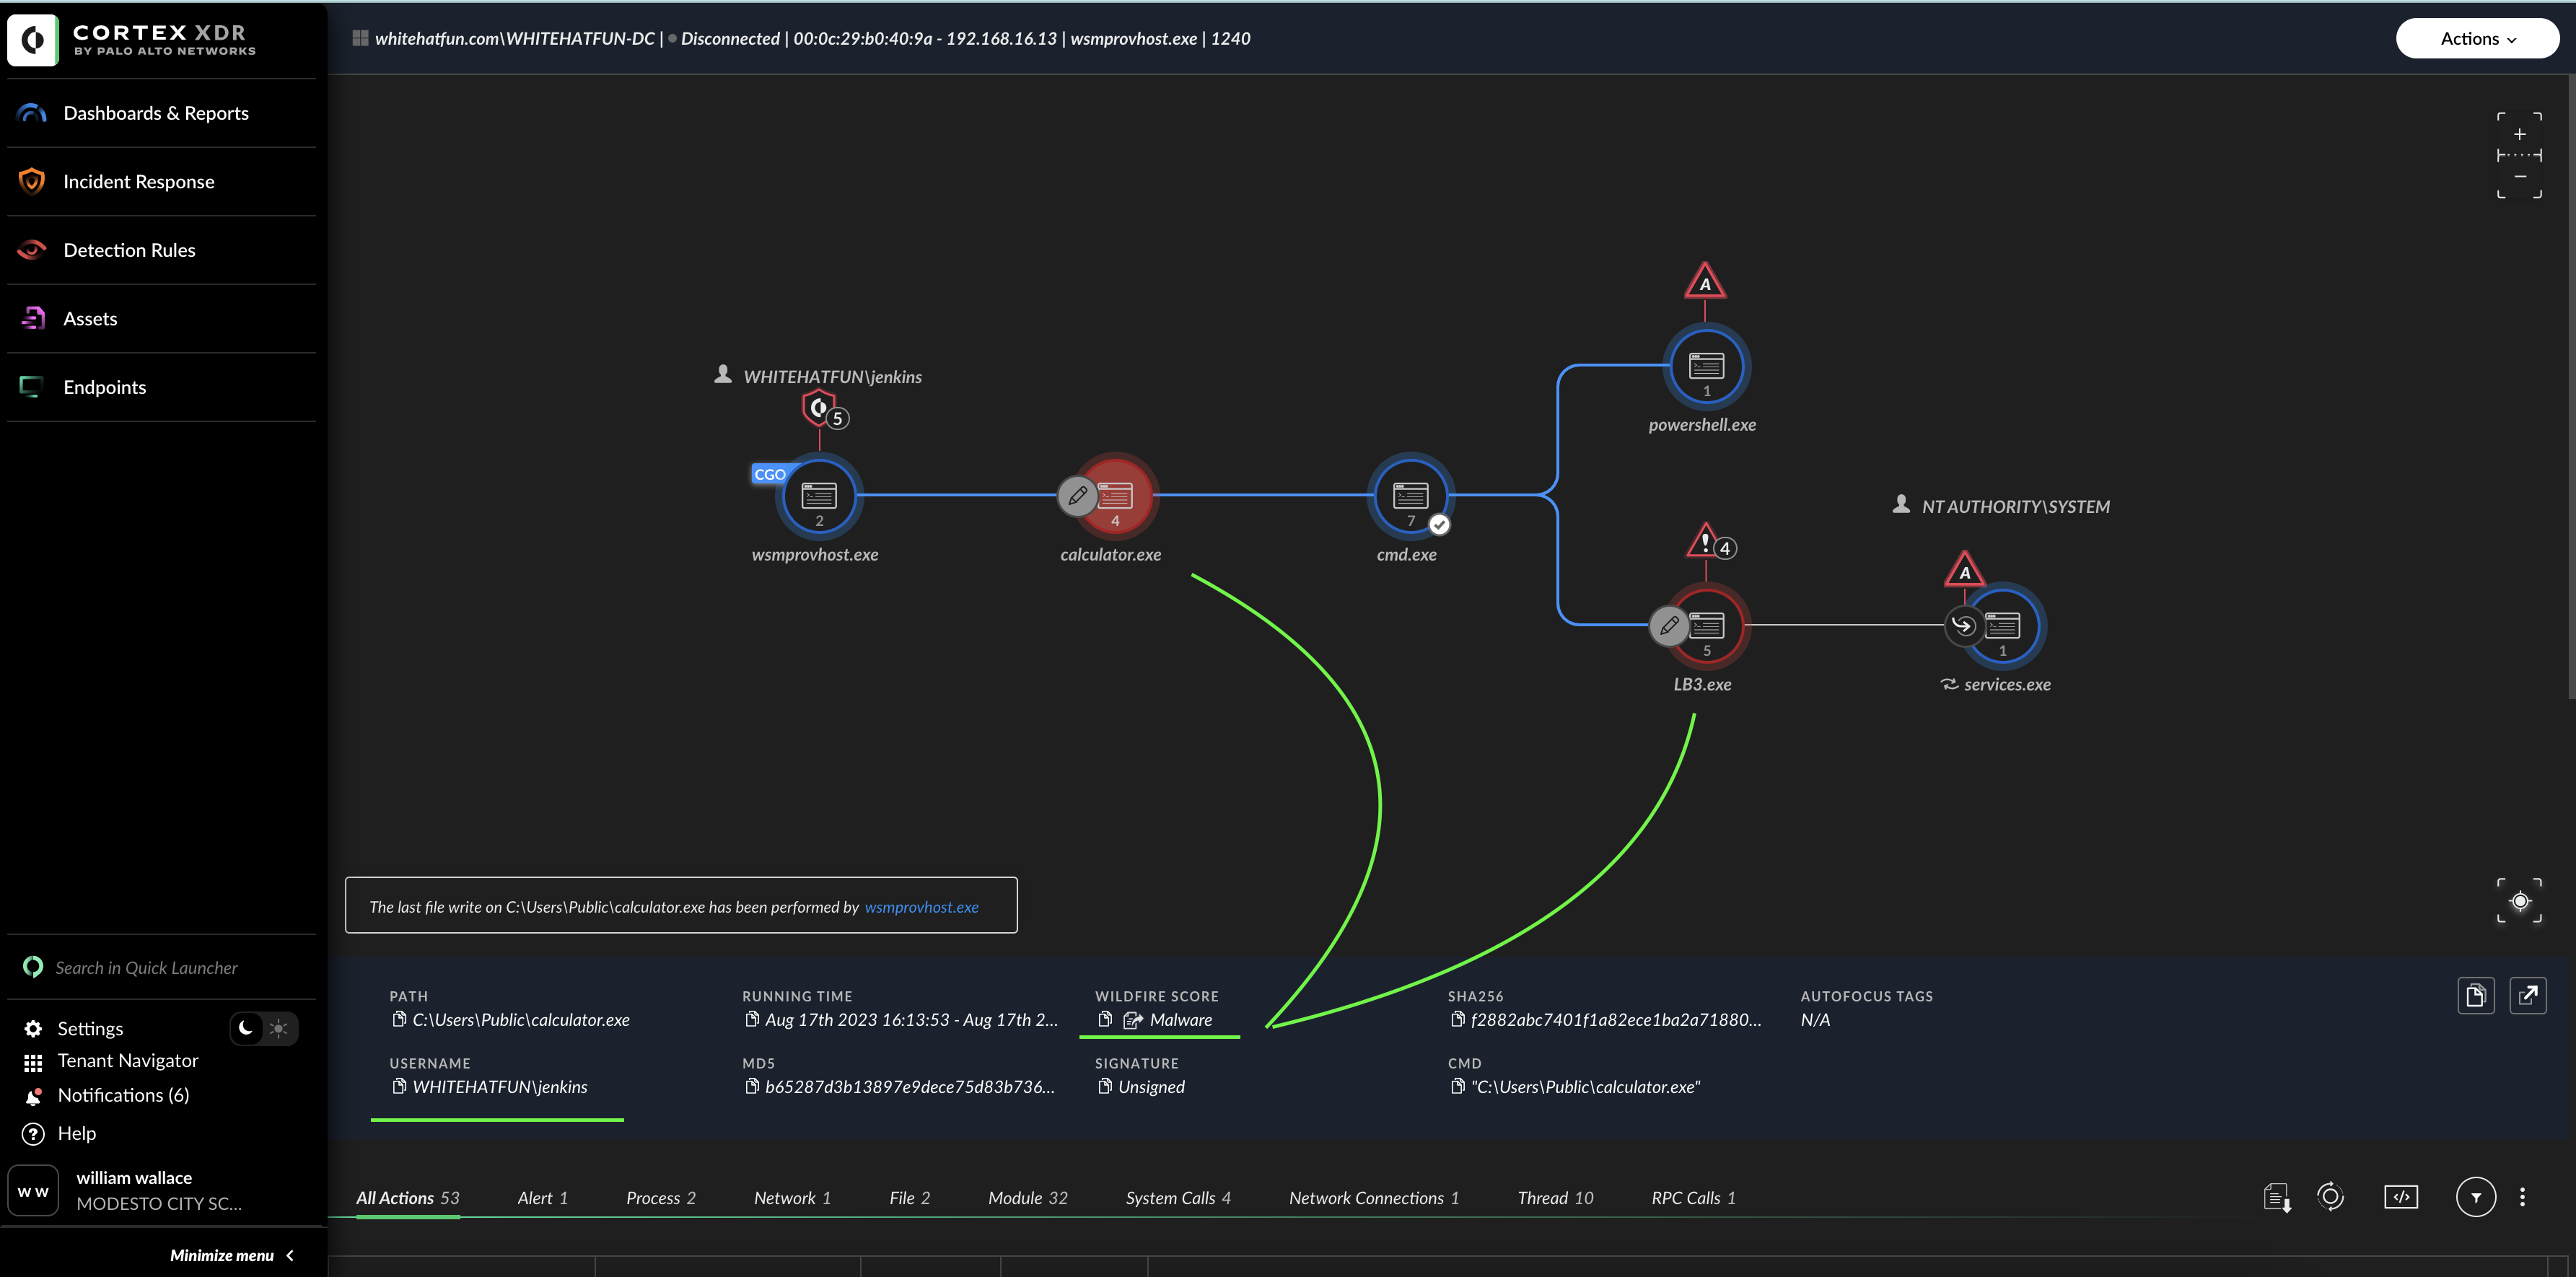 CORTEX XDR
BY PALO ALTO NETWORKS
whitehatfun.com\WHITEHATFUN-DC | Disconnected | 00:0c:29:b0:40:9a - 192.168.16.13 | wsmprovhost.exe | 1240
Actions
Dashboards & Reports
Incident Response
Detection Rules
Assets
Endpoints
A
1
powershell.exe
WHITEHATFUN\jenkins
5
CGO
2
wsmprovhost.exe
4
calculator.exe
7
cmd.exe
NT AUTHORITY\SYSTEM
4
5
LB3.exe
A
1
services.exe
The last file write on C:\Users\Public\calculator.exe has been performed by wsmprovhost.exe
Search in Quick Launcher
Settings
Tenant Navigator
Notifications (6)
Help
W W
william wallace
MODESTO CITY SC...
Minimize menu
PATH
C:\Users\Public\calculator.exe
RUNNING TIME
Aug 17th 2023 16:13:53 - Aug 17th 2...
WILDFIRE SCORE
Malware
SHA256
f2882abc7401f1a82ece1ba2a71880...
AUTOFOCUS TAGS
N/A
USERNAME
WHITEHATFUN\jenkins
MD5
b65287d3b13897e9dece75d83b736...
SIGNATURE
Unsigned
CMD
"C:\Users\Public\calculator.exe"
All Actions 53 Alert 1 Process 2 Network 1 File 2 Module 32 System Calls 4 Network Connections 1 Thread 10 RPC Calls 1